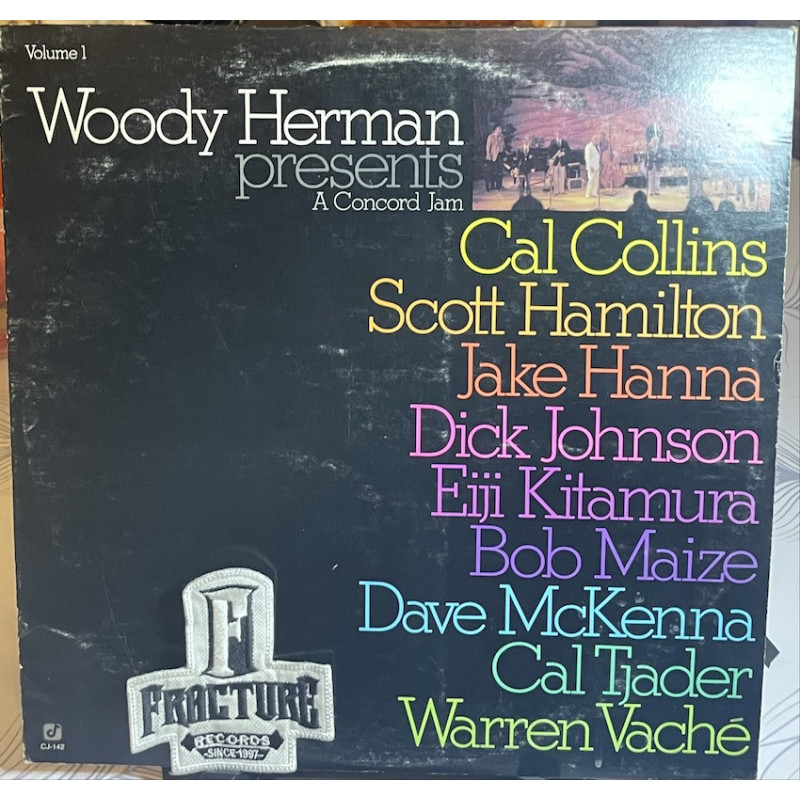 Volume 1
Woody Herman
presents
A Concord Jam
Cal Collins
Scott Hamilton
Jake Hanna
Dick Johnson
Eiji Kitamura
Bob Maize
Dave McKenna
Cal Tjader
Warren Vaché
F
FRACTURE
RECORDS
-SINCE 1997-
CJ-142